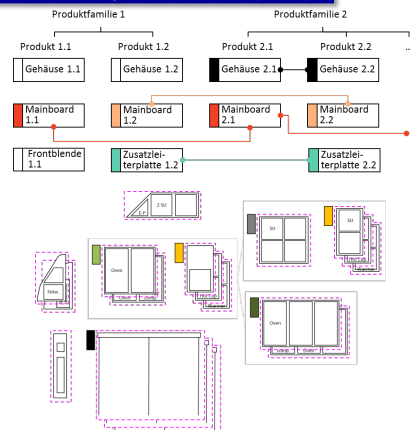 Produktfamilie 1
Produktfamilie 2
Produkt 1.1
Produkt 1.2
Produkt 2.1
Produkt 2.2
..
Gehäuse 1.1
Gehäuse 1.2
Gehäuse 2.1
Gehäuse 2.2
Mainboard
1.1
Mainboard
1.2
Mainboard
2.1
Mainboard
2.2
Frontblende
1.1
Zusatzlei-
terplatte 1.2
Zusatzlei-
terplatte 2.2
2 SU
SU
SU
Oven
Stove
Oven
Oven
Oven